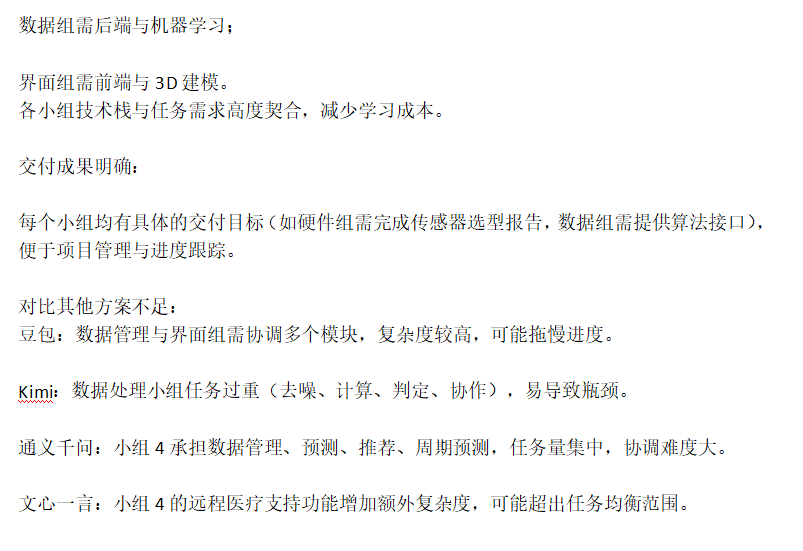 数据组需后端与机器学习；
界面组需前端与 3D 建模。
各小组技术栈与任务需求高度契合，减少学习成本。
交付成果明确：
每个小组均有具体的交付目标（如硬件组需完成传感器选型报告，数据组需提供算法接口），
便于项目管理与进度跟踪。
对比其他方案不足：
豆包：数据管理与界面组需协调多个模块，复杂度较高，可能拖慢进度。
Kimi：数据处理小组任务过重（去噪、计算、判定、协作），易导致瓶颈。
通义千问：小组 4 承担数据管理、预测、推荐、周期预测，任务量集中，协调难度大。
文心一言：小组 4 的远程医疗支持功能增加额外复杂度，可能超出任务均衡范围。